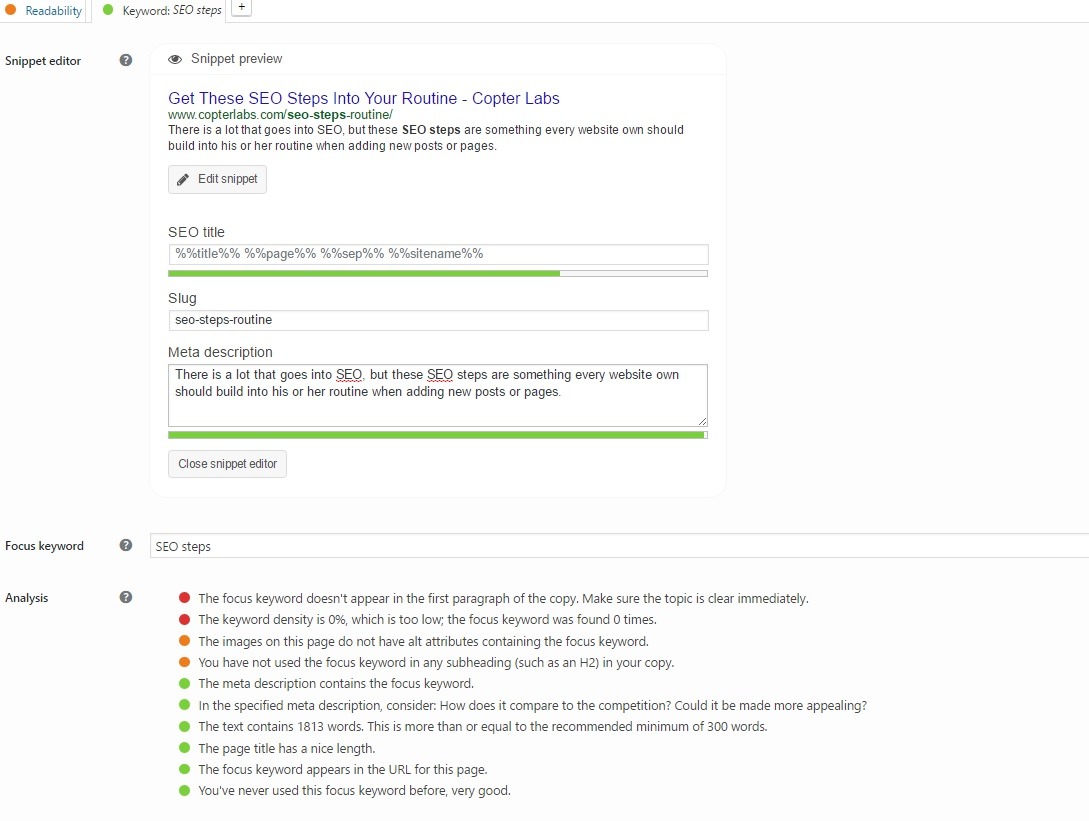 Readability
Keyword: SEO steps
+
Snippet editor
?
Snippet preview
Get These SEO Steps Into Your Routine - Copter Labs
www.copterlabs.com/seo-steps-routine/
There is a lot that goes into SEO, but these SEO steps are something every website own should
build into his or her routine when adding new posts or pages.
Edit snippet
SEO title
%%title%% %%page%% %%sep%% %%sitename%%
Slug
seo-steps-routine
Meta description
There is a lot that goes into SEO, but these SEO steps are something every website own
should build into his or her routine when adding new posts or pages.
Close snippet editor
Focus keyword
?
SEO steps
Analysis
?
The focus keyword doesn't appear in the first paragraph of the copy. Make sure the topic is clear immediately.
The keyword density is 0%, which is too low; the focus keyword was found 0 times.
The images on this page do not have alt attributes containing the focus keyword.
You have not used the focus keyword in any subheading (such as an H2) in your copy.
The meta description contains the focus keyword.
In the specified meta description, consider: How does it compare to the competition? Could it be made more appealing?
The text contains 1813 words. This is more than or equal to the recommended minimum of 300 words.
The page title has a nice length.
The focus keyword appears in the URL for this page.
You've never used this focus keyword before, very good.